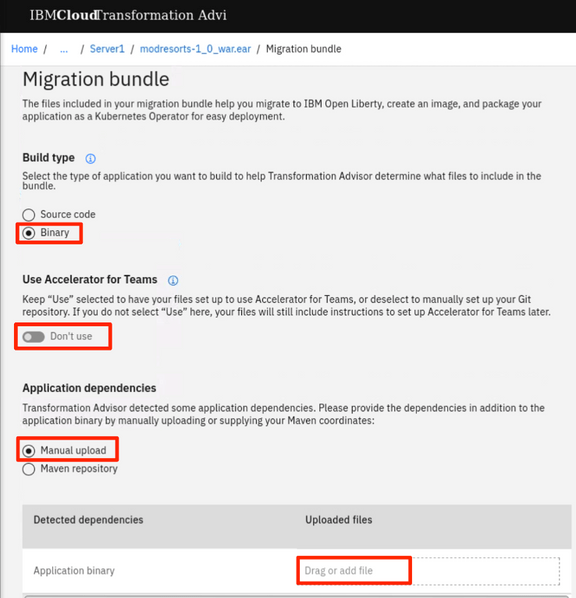 IBMCloudTransformation Advi
Home / ... / Server1 / modresorts-1_0_war.ear / Migration bundle
Migration bundle
The files included in your migration bundle help you migrate to IBM Open Liberty, create an image, and package your
application as a Kubernetes Operator for easy deployment.
Build type
Select the type of application you want to build to help Transformation Advisor determine what files to include in the
bundle.
Source code
Binary
Use Accelerator for Teams
Keep “Use” selected to have your files set up to use Accelerator for Teams, or deselect to manually set up your Git
repository. If you do not select “Use” here, your files will still include instructions to set up Accelerator for Teams later.
Don't use
Application dependencies
Transformation Advisor detected some application dependencies. Please provide the dependencies in addition to the
application binary by manually uploading or supplying your Maven coordinates:
Manual upload
Maven repository
Detected dependencies Uploaded files
Application binary Drag or add file